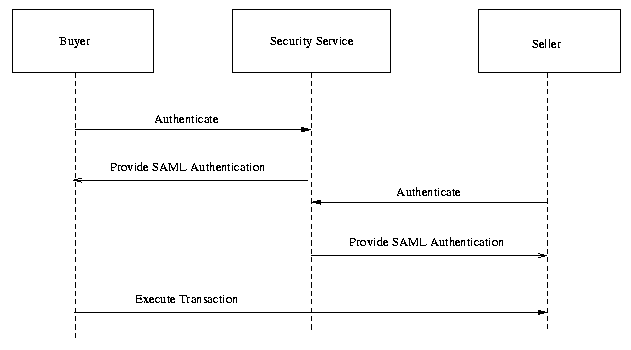 Buyer
Security Service
Seller
Authenticate
Provide SAML Authentication
Authenticate
Provide SAML Authentication
Execute Transaction